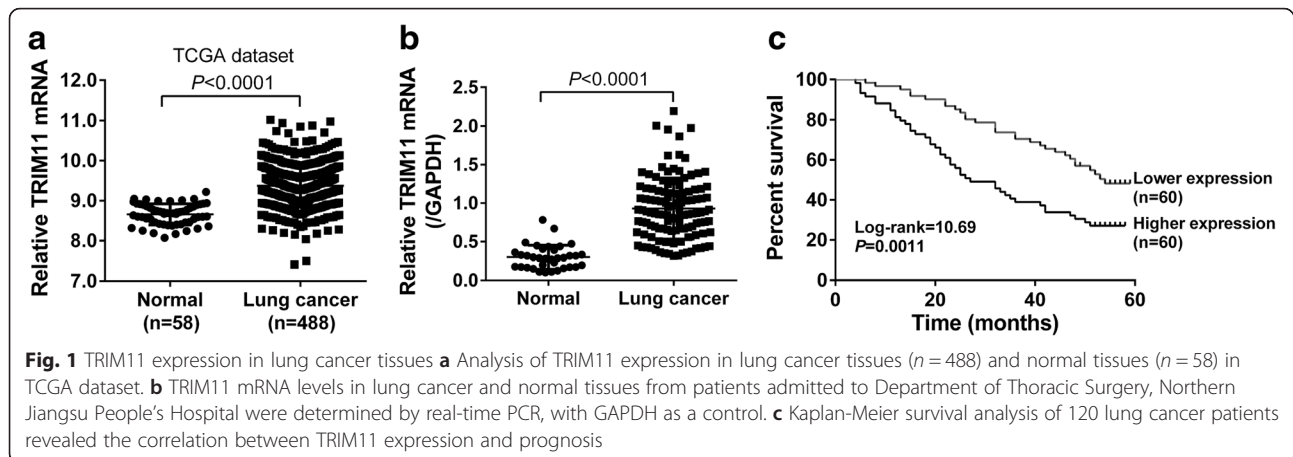 a
TCGA dataset
P<0.0001
Relative TRIM11 mRNA
12.0
11.0
10.0
9.0
8.0
7.0
Normal
(n=58)
Lung cancer
(n=488)
b
P<0.0001
Relative TRIM11 mRNA
(/GAPDH)
2.5
2.0
1.5
1.0
0.5
0.0
Normal
Lung cancer
c
Percent survival
100
80
60
40
20
0
Lower expression
(n=60)
Higher expression
(n=60)
Log-rank=10.69
P=0.0011
0
20
40
60
Time (months)
Fig. 1 TRIM11 expression in lung cancer tissues a Analysis of TRIM11 expression in lung cancer tissues (n = 488) and normal tissues (n = 58) in
TCGA dataset. b TRIM11 mRNA levels in lung cancer and normal tissues from patients admitted to Department of Thoracic Surgery, Northern
Jiangsu People's Hospital were determined by real-time PCR, with GAPDH as a control. c Kaplan-Meier survival analysis of 120 lung cancer patients
revealed the correlation between TRIM11 expression and prognosis